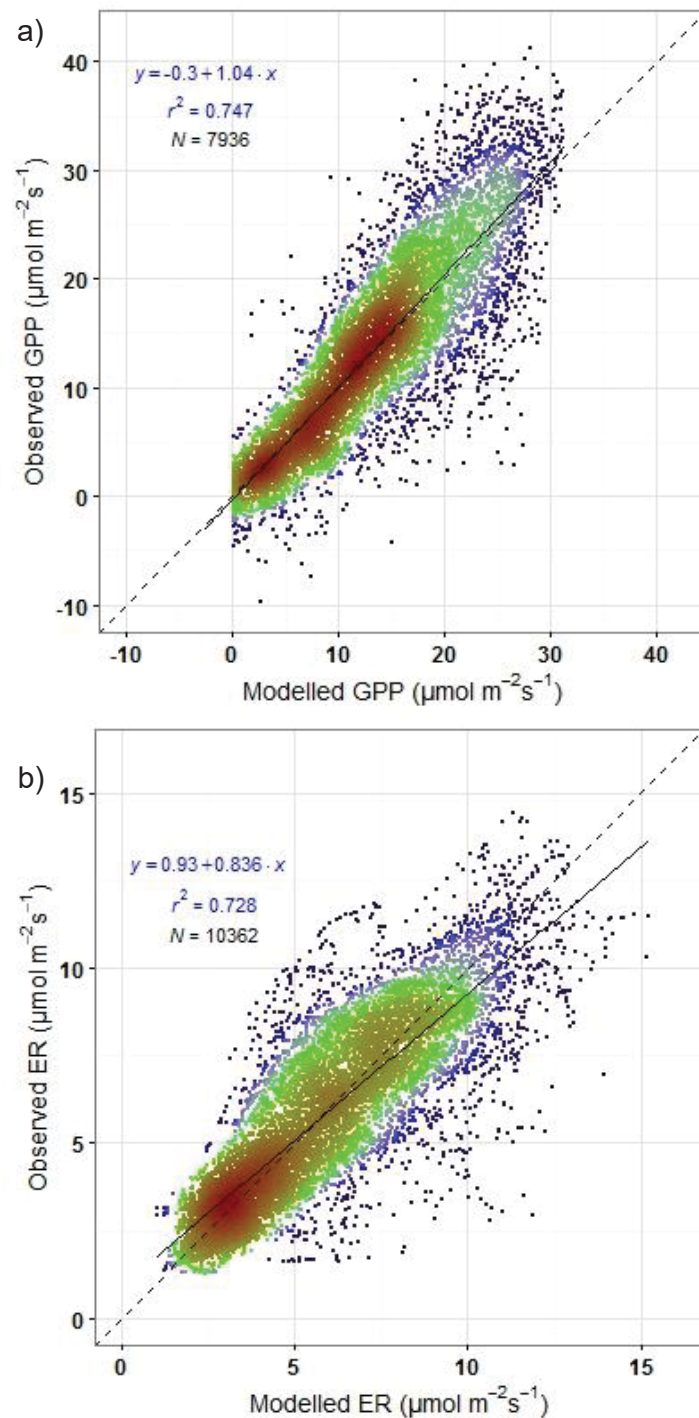 a)
y=-0.3+1.04 · x
r² = 0.747
N = 7936
40
30
20
10
0
-10
Observed GPP (µmol m⁻² s⁻¹)
-10 0 10 20 30 40
Modelled GPP (µmol m⁻²s⁻¹)
b)
y=0.93+0.836 · x
r² = 0.728
N = 10362
15
10
5
0
Observed ER (µmol m⁻² s⁻¹)
0 5 10 15
Modelled ER (µmol m⁻²s⁻¹)